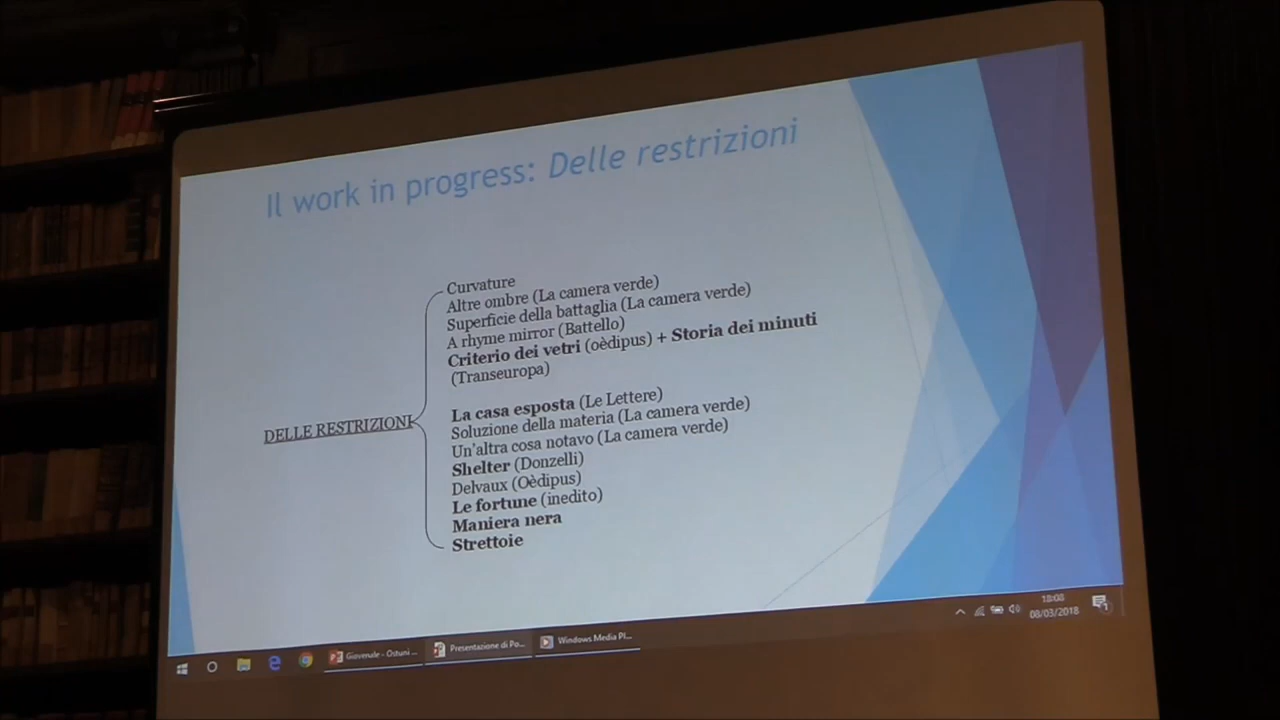 Il work in progress: Delle restrizioni
DELLE RESTRIZIONI
Curvature
Altre ombre (La camera verde)
Superficie della battaglia (La camera verde)
A rhyme mirror (Battello)
Criterio dei vetri (oèdipus) + Storia dei minuti
(Transeuropa)
La casa esposta (Le Lettere)
Soluzione della materia (La camera verde)
Un'altra cosa notavo (La camera verde)
Shelter (Donzelli)
Delvaux (Oèdipus)
Le fortune (inedito)
Maniera nera
Strettoie
Giovenale - Ostuni ...
Presentazione di Po...
Windows Media Pl...
18:08
08/03/2018